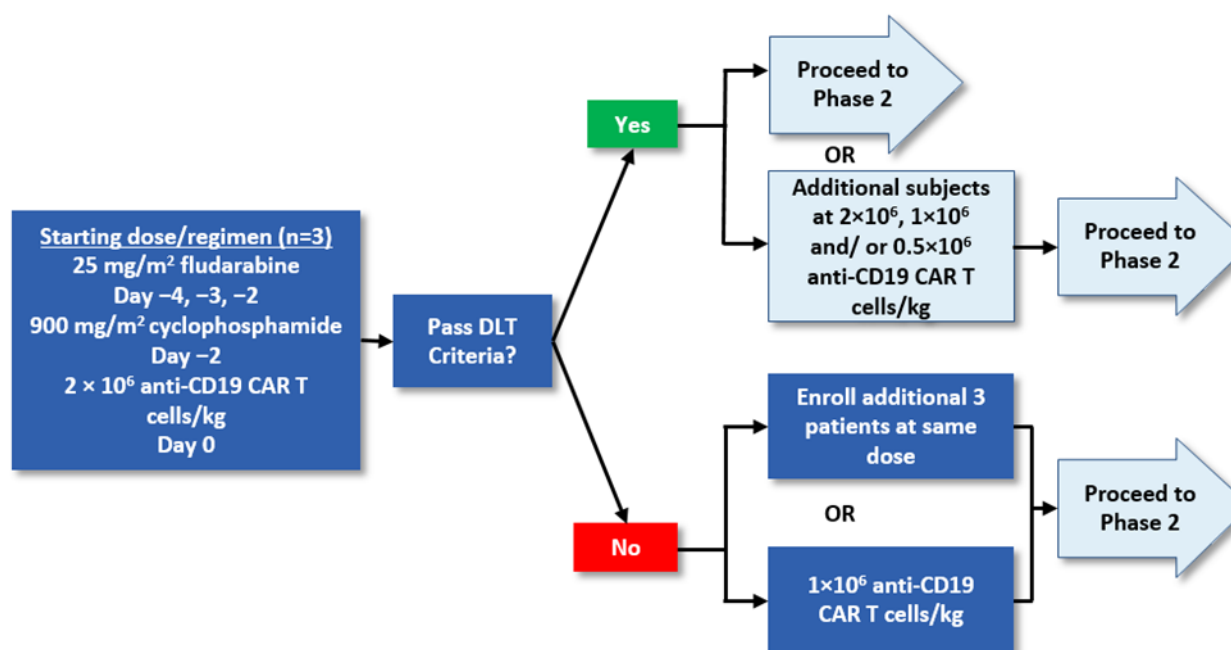 Starting dose/regimen (n=3)
25 mg/m² fludarabine
Day −4, −3, −2
900 mg/m² cyclophosphamide
Day −2
2 × 10⁶ anti-CD19 CAR T
cells/kg
Day 0
Pass DLT
Criteria?
Yes
Proceed to
Phase 2
OR
Additional subjects
at 2×10⁶, 1×10⁶
and/ or 0.5×10⁶
anti-CD19 CAR T
cells/kg
Proceed to
Phase 2
No
Enroll additional 3
patients at same
dose
OR
1×10⁶ anti-CD19
CAR T cells/kg
Proceed to
Phase 2